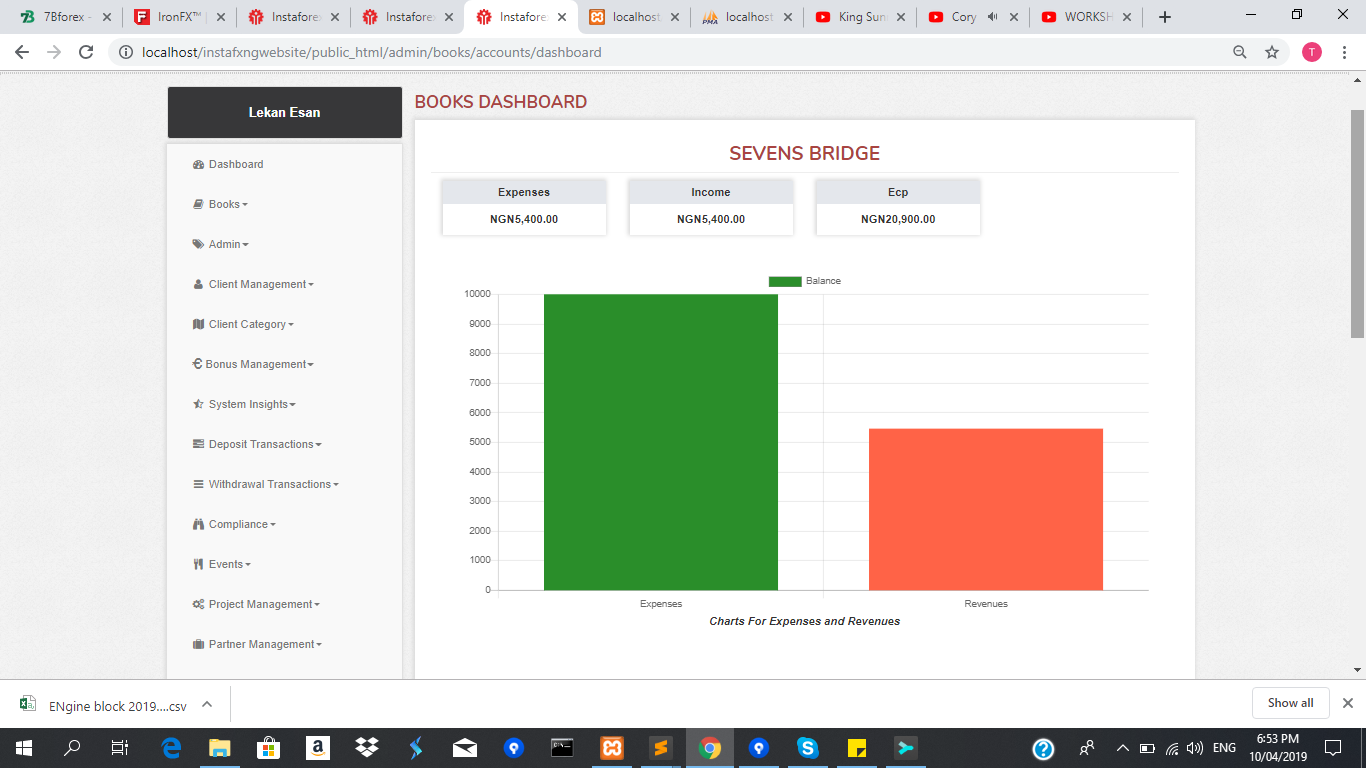 7Bforex -
IronFX™
Instafore
Instafore
Instafore
localhost
localhost
King Sun
Cory
WORKSH
localhost/instafxngwebsite/public_html/admin/books/accounts/dashboard
T
Lekan Esan
Dashboard
Books
Admin
Client Management
Client Category
Bonus Management
System Insights
Deposit Transactions
Withdrawal Transactions
Compliance
Events
Project Management
Partner Management
BOOKS DASHBOARD
SEVENS BRIDGE
Expenses Income Ecp
NGN5,400.00 NGN5,400.00 NGN20,900.00
Balance
10000
9000
8000
7000
6000
5000
4000
3000
2000
1000
0
Expenses Revenues
Charts For Expenses and Revenues
ENgine block 2019....csv
Show all
ENG
6:53 PM
10/04/2019